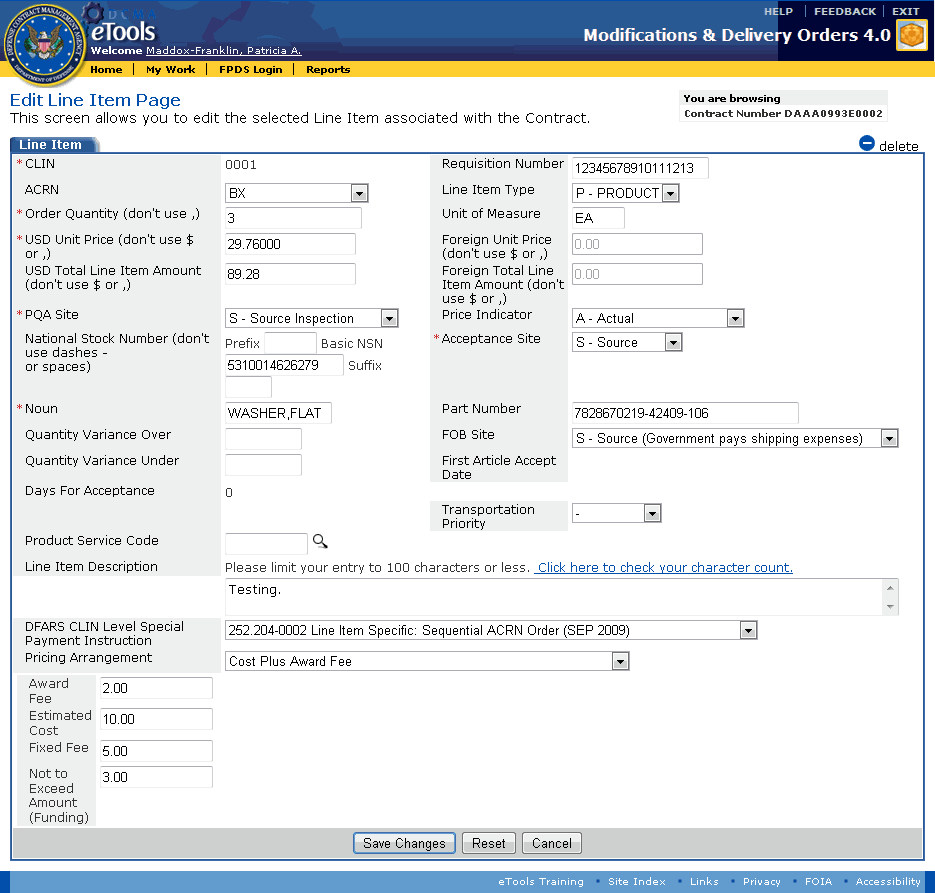 HELP | FEEDBACK | EXIT
DCMA
eTools
Welcome Maddox-Franklin, Patricia A.
Modifications & Delivery Orders 4.0
DEFENSE CONTRACT MANAGEMENT AGENCY
DEPARTMENT OF DEFENSE
Home | My Work | FPDS Login | Reports
Edit Line Item Page
This screen allows you to edit the selected Line Item associated with the Contract.
You are browsing
Contract Number DAAA0993E0002
Line Item
delete
*CLIN 0001 Requisition Number 12345678910111213
ACRN BX Line Item Type P - PRODUCT
*Order Quantity (don't use ,) 3 Unit of Measure EA
*USD Unit Price (don't use $ or ,) 29.76000 Foreign Unit Price (don't use $ or ,) 0.00
USD Total Line Item Amount (don't use $ or ,) 89.28 Foreign Total Line Item Amount (don't use $ or ,) 0.00
*PQA Site S - Source Inspection Price Indicator A - Actual
National Stock Number (don't use dashes - or spaces) Prefix Basic NSN 5310014626279 Suffix *Acceptance Site S - Source
*Noun WASHER,FLAT Part Number 7828670219-42409-106
Quantity Variance Over FOB Site S - Source (Government pays shipping expenses)
Quantity Variance Under First Article Accept Date
Days For Acceptance 0
Transportation Priority -
Product Service Code
Line Item Description Please limit your entry to 100 characters or less. Click here to check your character count.
Testing.
DFARS CLIN Level Special Payment Instruction 252.204-0002 Line Item Specific: Sequential ACRN Order (SEP 2009)
Pricing Arrangement Cost Plus Award Fee
Award Fee 2.00
Estimated Cost 10.00
Fixed Fee 5.00
Not to Exceed Amount (Funding) 3.00
Save Changes Reset Cancel
eTools Training • Site Index • Links • Privacy • FOIA • Accessibility